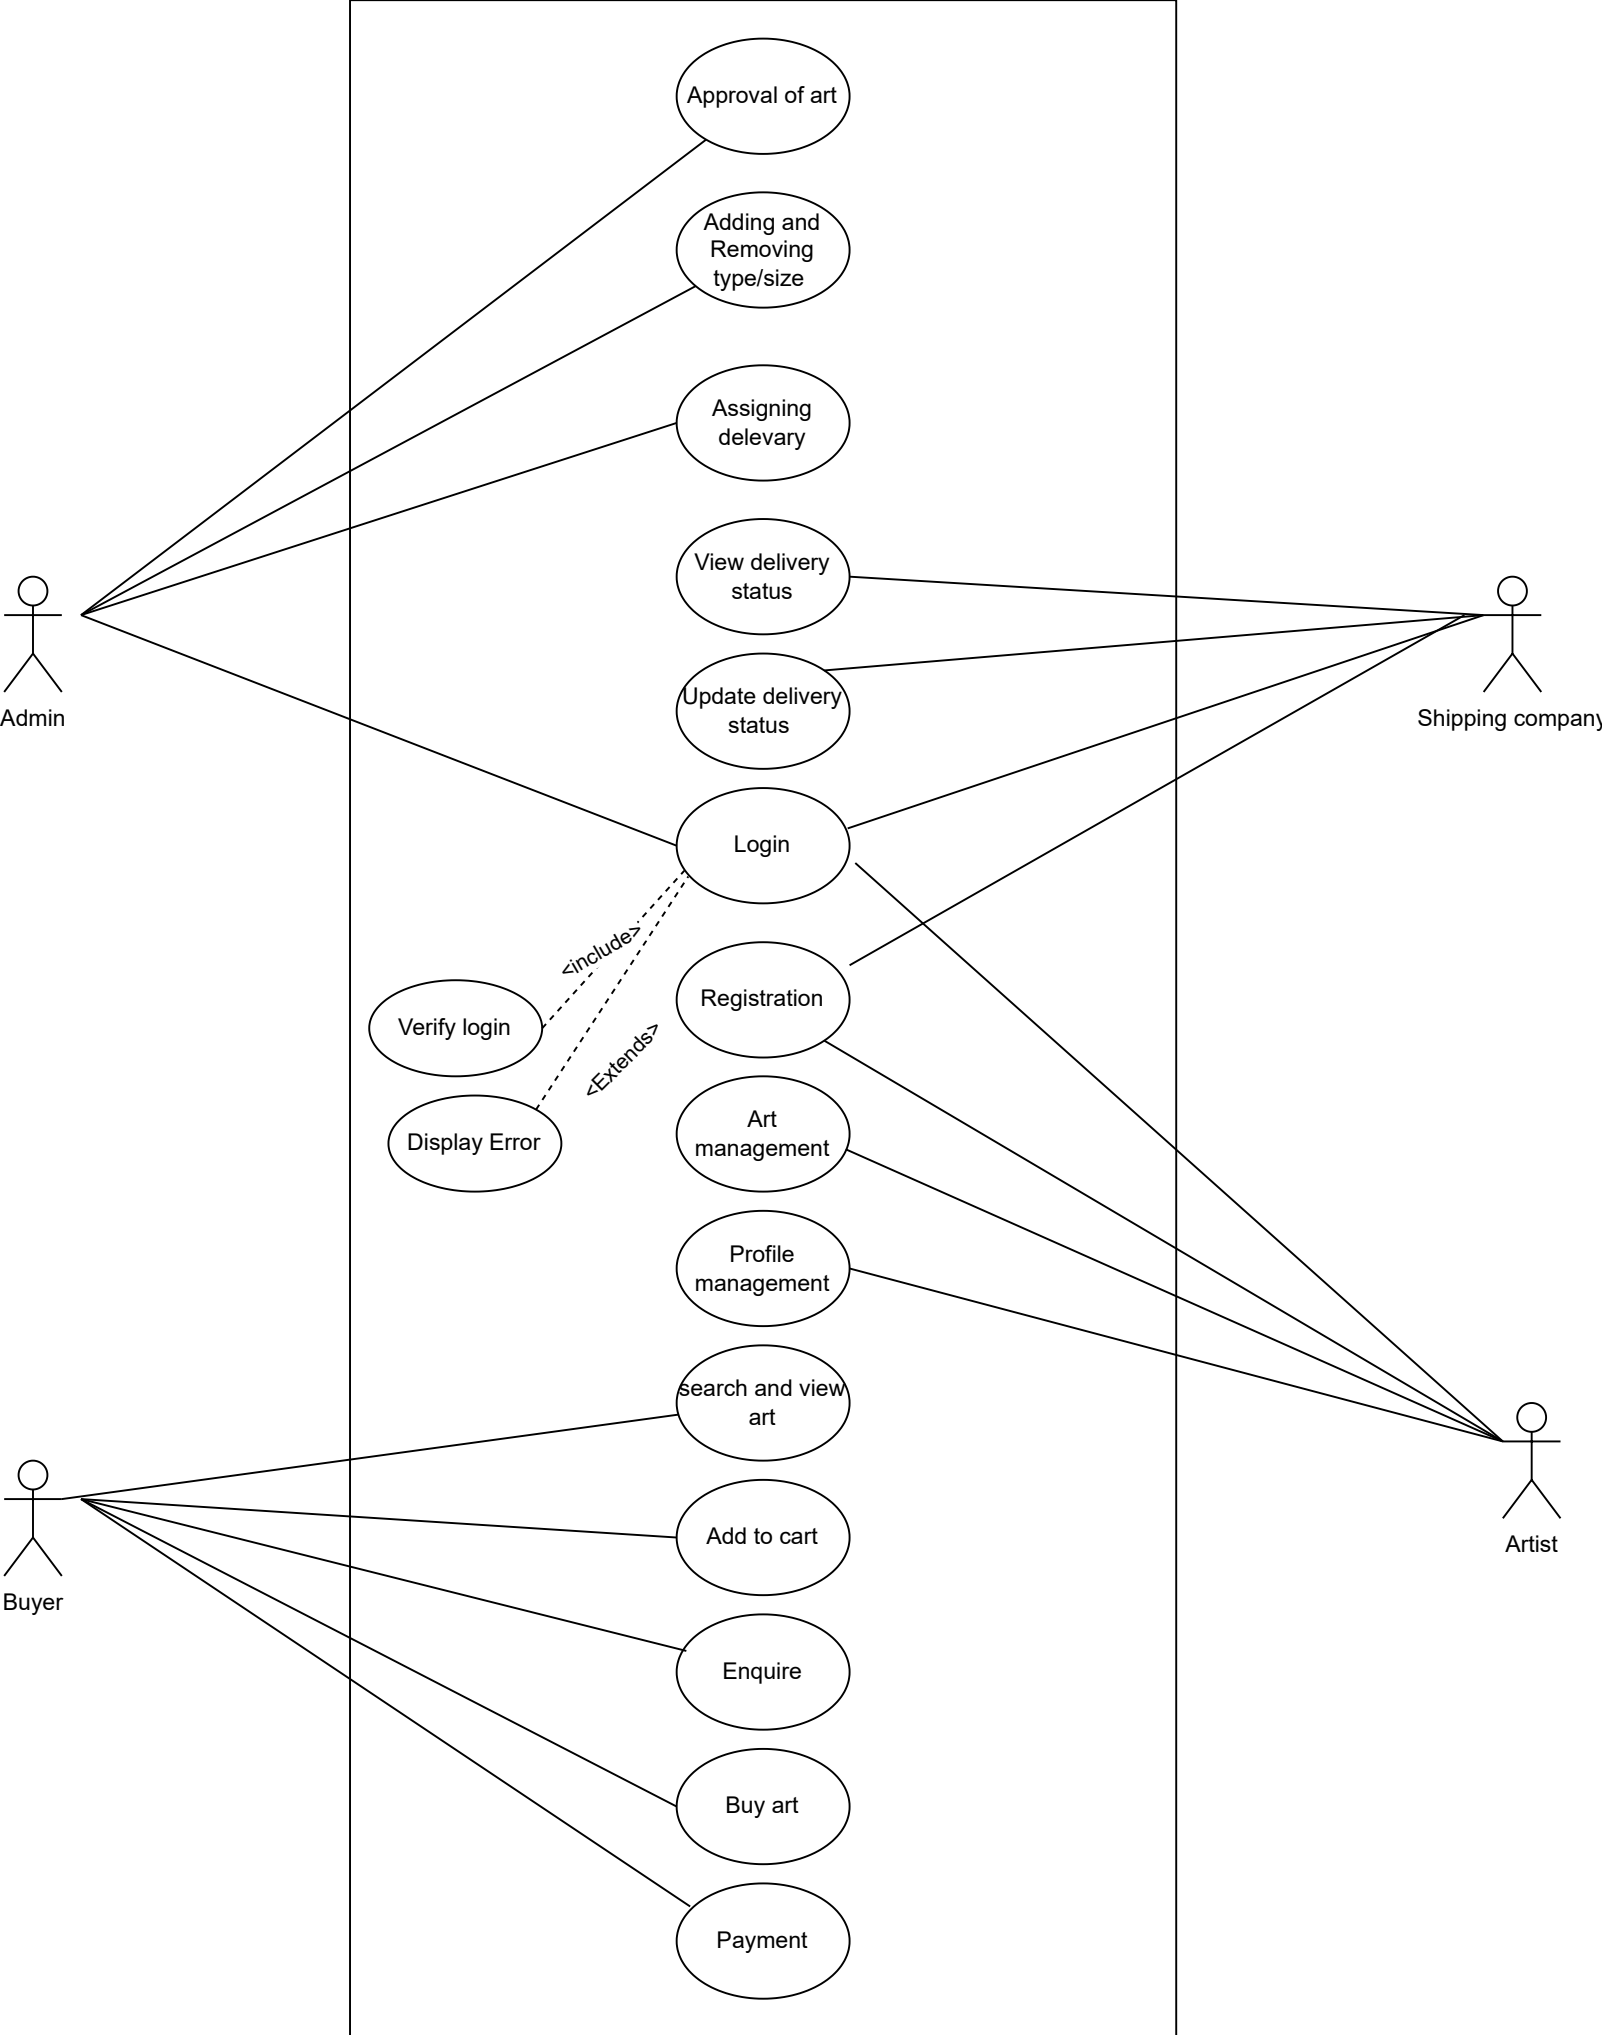 Approval of art
Adding and
Removing
type/size
Assigning
delevary
View delivery
status
Admin
Shipping company
Update delivery
status
Login
<include>
Verify login
Registration
<Extends>
Display Error
Art
management
Profile
management
search and view
art
Buyer
Add to cart
Artist
Enquire
Buy art
Payment